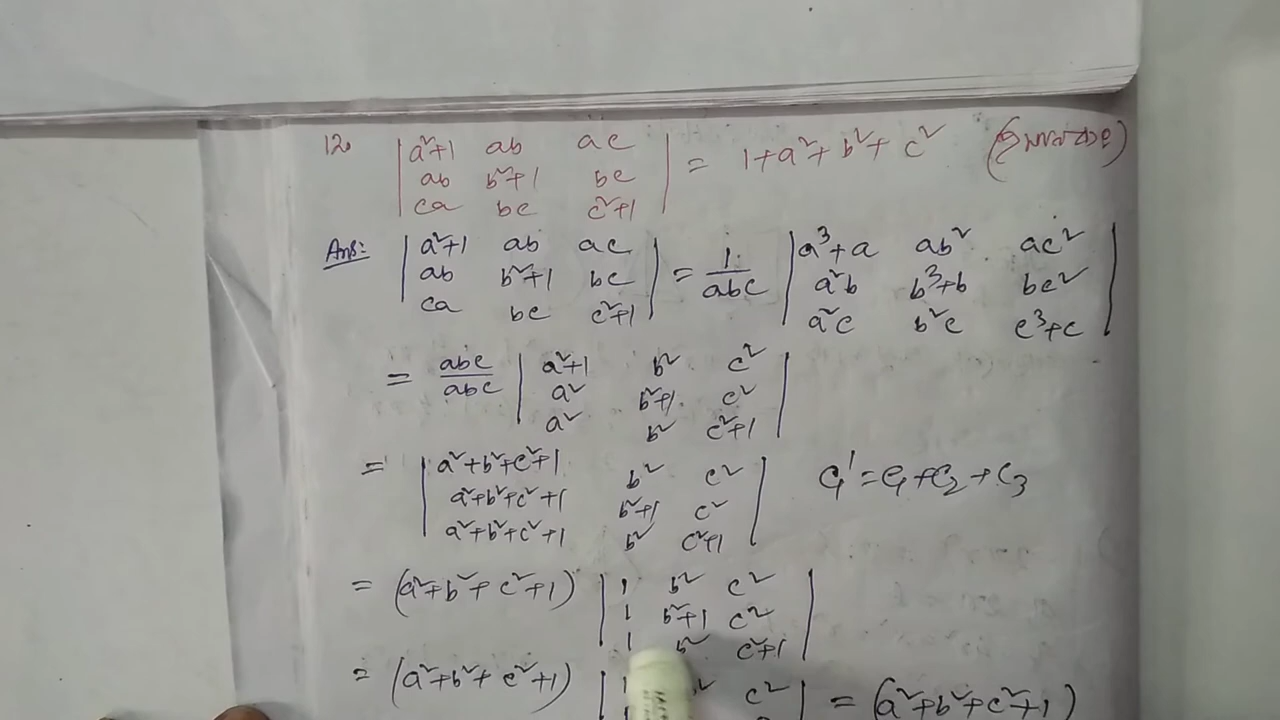 12. | a²+1 ab ac | = 1+a²+b²+c²
| ab b²+1 bc |
| ca bc c²+1 |
Ans: | a²+1 ab ac | = 1/abc | a³+a ab² ac² |
| ab b²+1 bc | | a²b b³+b bc² |
| ca bc c²+1 | | a²c b²c c³+c |
= abc/abc | a²+1 b² c² |
| a² b²+1 c² |
| a² b² c²+1 |
= | a²+b²+c²+1 b² c² | C₁' = C₁+C₂+C₃
| a²+b²+c²+1 b²+1 c² |
| a²+b²+c²+1 b² c²+1 |
= (a²+b²+c²+1) | 1 b² c² |
| 1 b²+1 c² |
| 1 b² c²+1 |
= (a²+b²+c²+1) | 1 c² | = (a²+b²+c²+1)